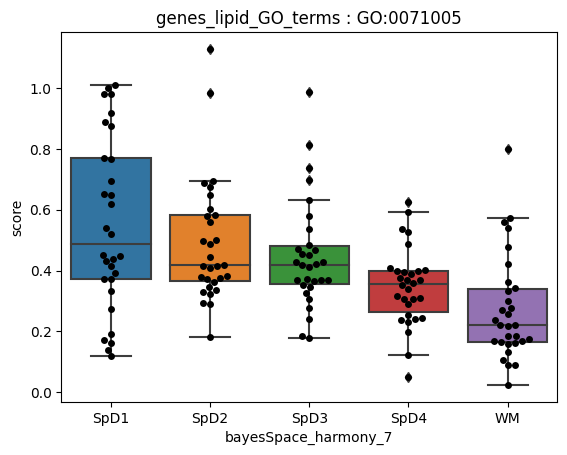 genes_lipid_GO_terms : GO:0071005
score
1.0
0.8
0.6
0.4
0.2
0.0
SpD1 SpD2 SpD3 SpD4 WM
bayesSpace_harmony_7